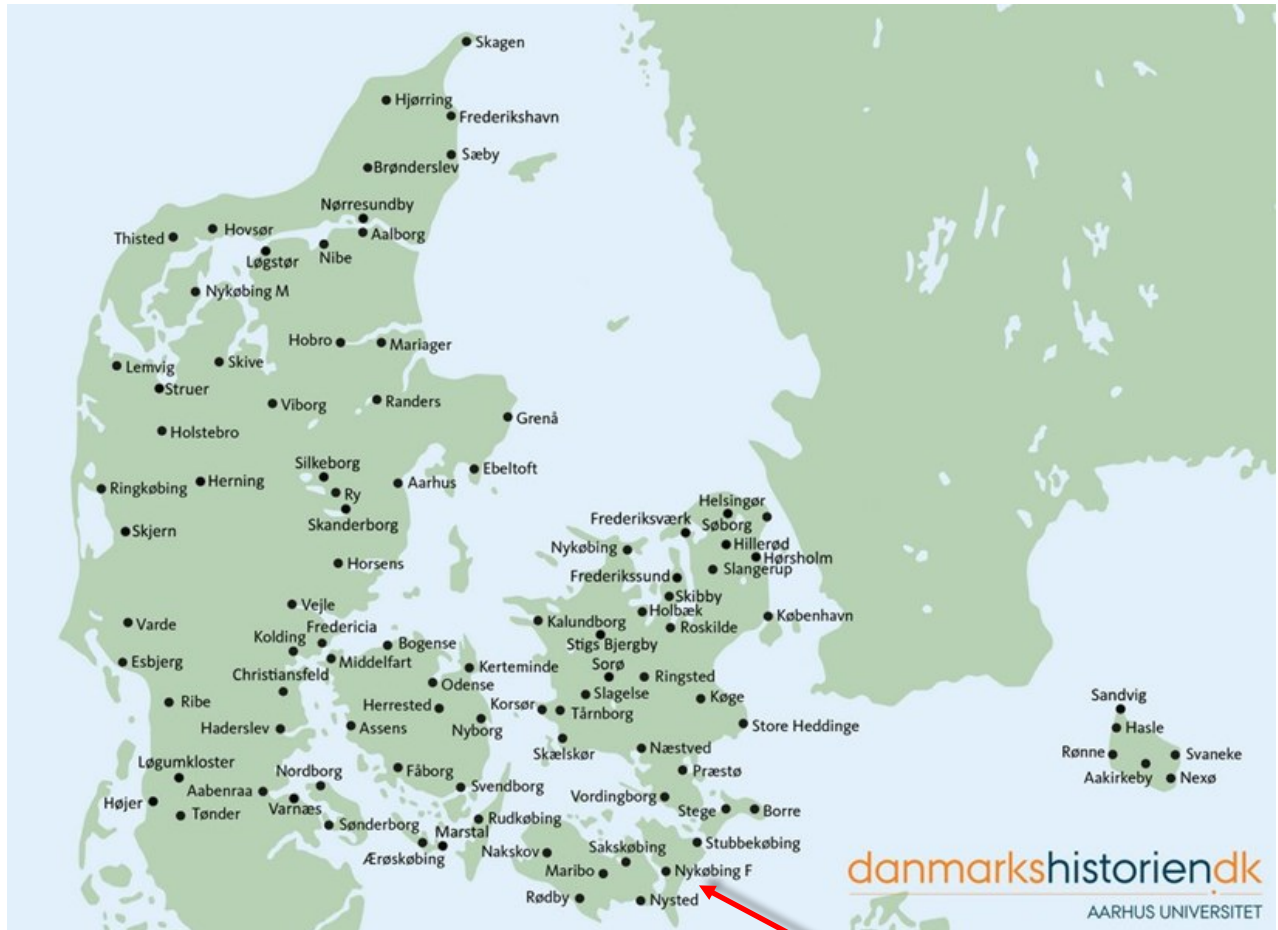 Skagen
Hjørring
Frederikshavn
Sæby
Brønderslev
Nørresundby
Hovsør
Aalborg
Thisted
Nibe
Løgstør
Nykøbing M
Hobro
Mariager
Skive
Lemvig
Struer
Randers
Viborg
Grenå
Holstebro
Silkeborg
Ebeltoft
Herning
Aarhus
Ringkøbing
Ry
Skanderborg
Skjern
Helsingør
Frederiksværk
Søborg
Hillerød
Nykøbing
Hørsholm
Horsens
Slangerup
Frederikssund
Skibby
Vejle
Holbæk
København
Kalundborg
Varde
Fredericia
Roskilde
Kolding
Bogense
Stigs Bjergby
Esbjerg
Middelfart
Kerteminde
Sorø
Christiansfeld
Ringsted
Odense
Slagelse
Sandvig
Ribe
Herrested
Korsør
Køge
Tårnborg
Haderslev
Assens
Nyborg
Store Heddinge
Hasle
Skælskør
Næstved
Rønne
Svaneke
Løgumkloster
Nordborg
Fåborg
Præstø
Aakirkeby
Nexø
Aabenraa
Svendborg
Vordingborg
Højer
Varnæs
Stege
Borre
Tønder
Rudkøbing
Sønderborg
Marstal
Stubbekøbing
Sakskøbing
Nakskov
Ærøskøbing
Maribo
Nykøbing F
Rødby
Nysted
danmarkshistoriendk
AARHUS UNIVERSITET